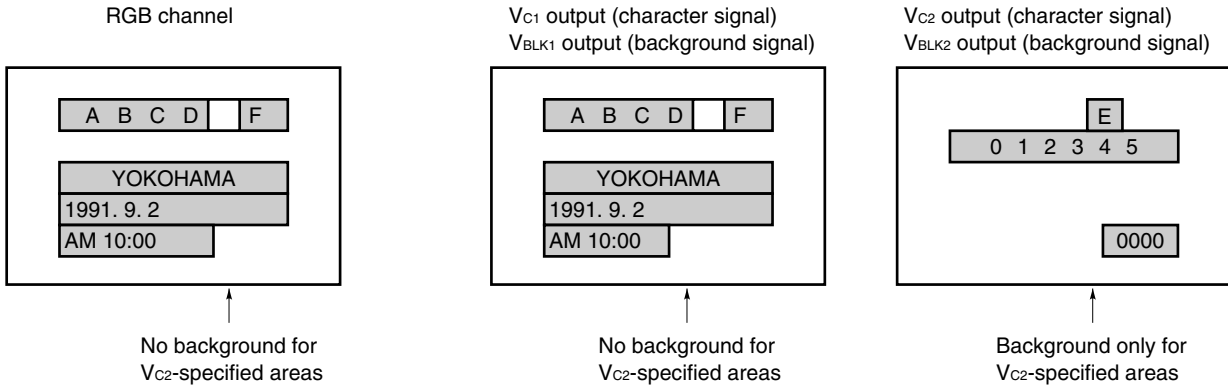 RGB channel
VC1 output (character signal)
VBLK1 output (background signal)
VC2 output (character signal)
VBLK2 output (background signal)
A B C D F
YOKOHAMA
1991. 9. 2
AM 10:00
No background for
VC2-specified areas
A B C D F
YOKOHAMA
1991. 9. 2
AM 10:00
No background for
VC2-specified areas
E
0 1 2 3 4 5
0000
Background only for
VC2-specified areas